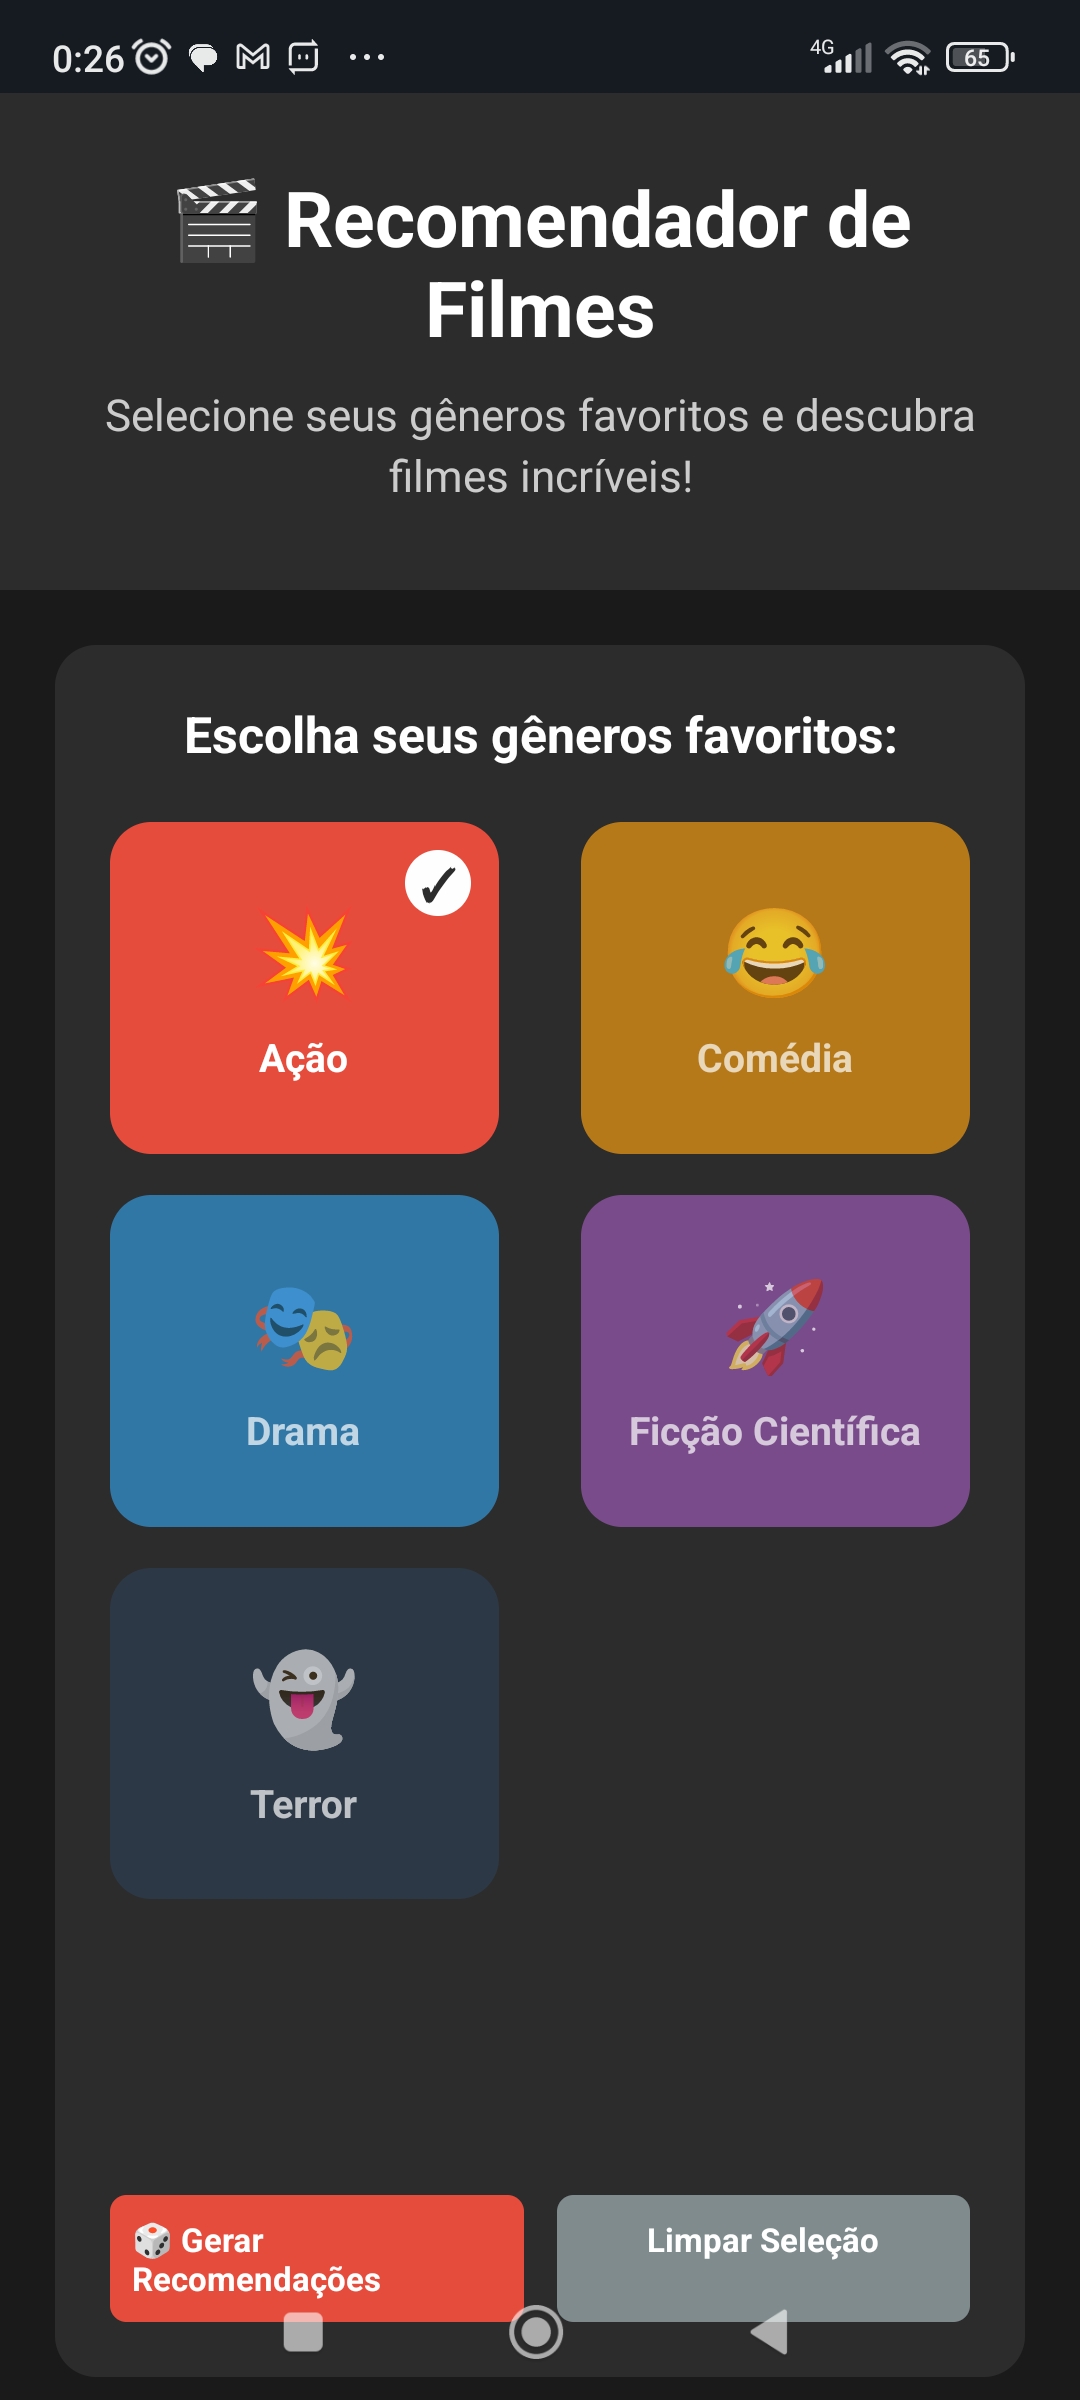 0:26
4G
65
Recomendador de
Filmes
Selecione seus gêneros favoritos e descubra
filmes incríveis!
Escolha seus gêneros favoritos:
Ação
Comédia
Drama
Ficção Científica
Terror
Gerar
Recomendações
Limpar Seleção